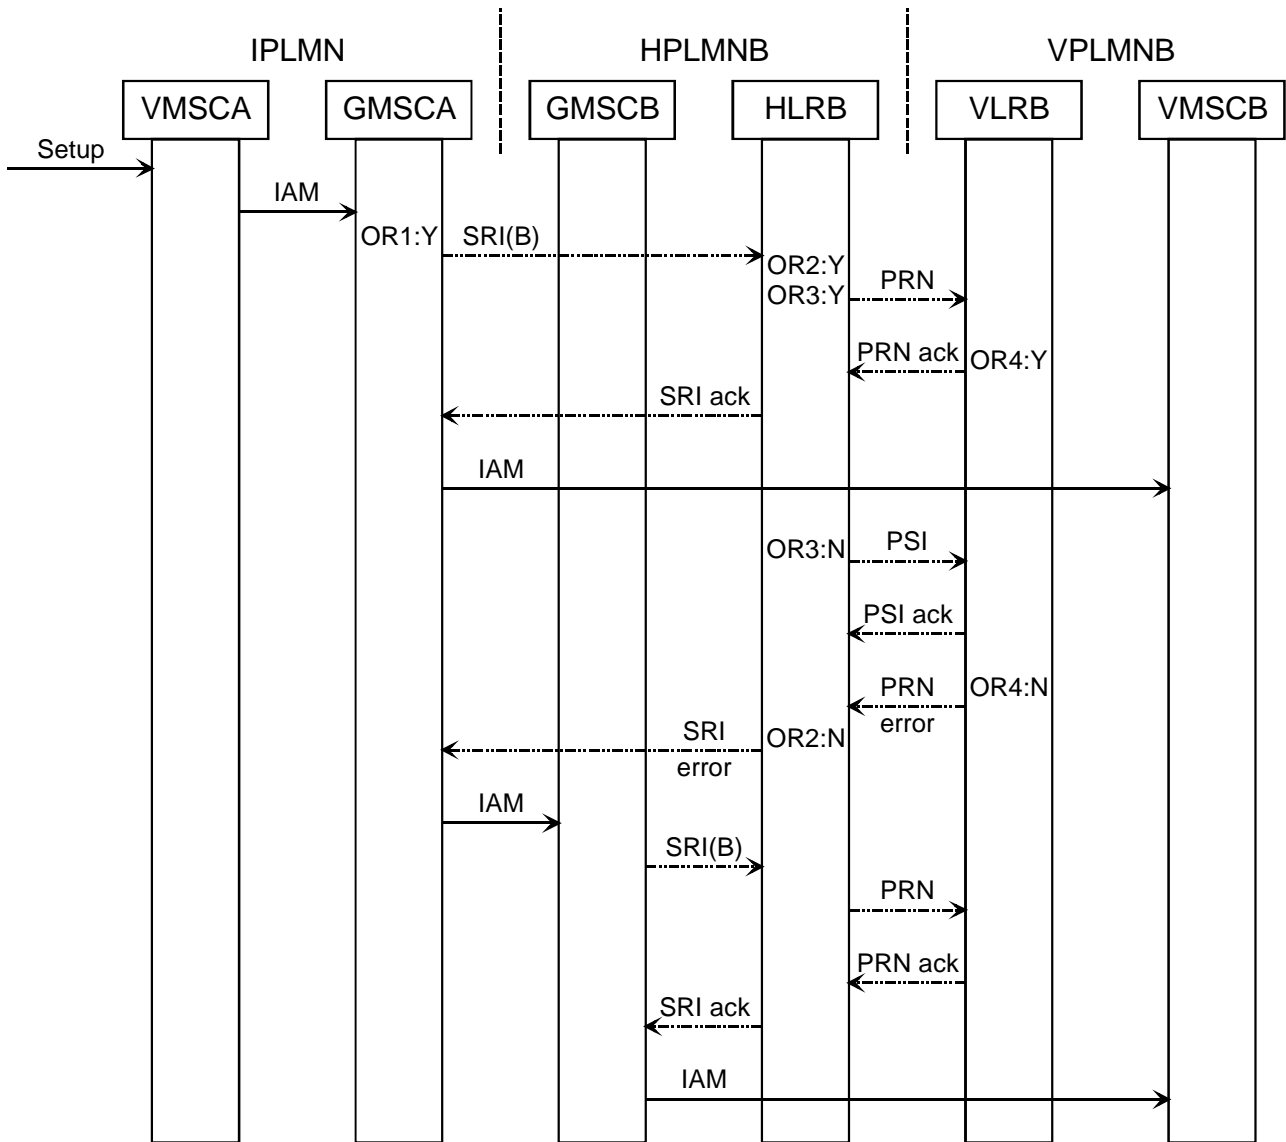 IPLMN HPLMNB VPLMNB
VMSCA GMSCA GMSCB HLRB VLRB VMSCB
Setup
IAM
OR1:Y SRI(B)
OR2:Y
OR3:Y PRN
PRN ack OR4:Y
SRI ack
IAM
OR3:N PSI
PSI ack
PRN OR4:N
error
SRI OR2:N
error
IAM
SRI(B)
PRN
PRN ack
SRI ack
IAM